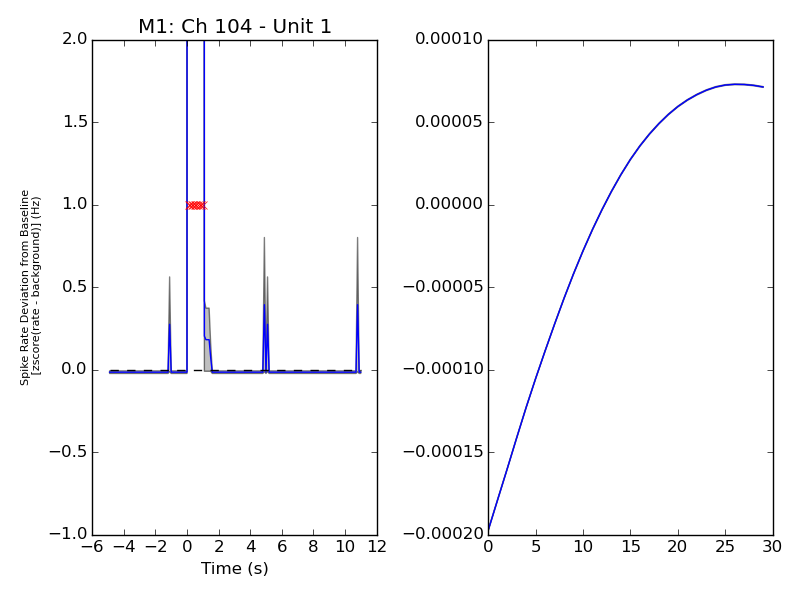 M1: Ch 104 - Unit 1
2.0
1.5
1.0
0.5
0.0
−0.5
−1.0
Spike Rate Deviation from Baseline
[zscore(rate - background)] (Hz)
−6 −4 −2 0 2 4 6 8 10 12
Time (s)
0.00010
0.00005
0.00000
−0.00005
−0.00010
−0.00015
−0.00020
0 5 10 15 20 25 30